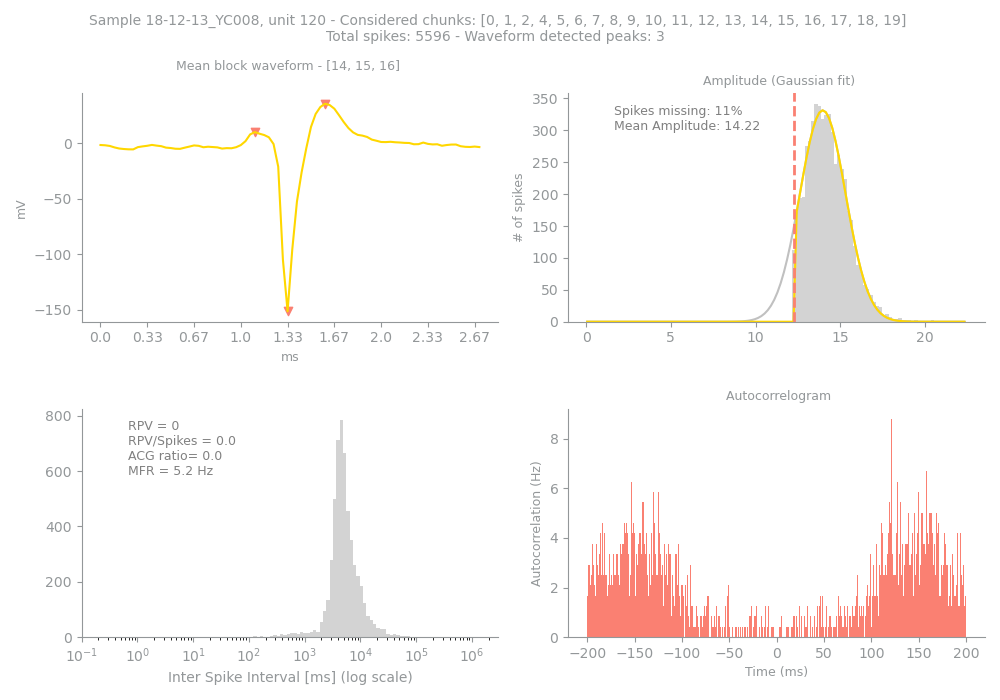 Sample 18-12-13_YC008, unit 120 - Considered chunks: [0, 1, 2, 4, 5, 6, 7, 8, 9, 10, 11, 12, 13, 14, 15, 16, 17, 18, 19]
Total spikes: 5596 - Waveform detected peaks: 3
Mean block waveform - [14, 15, 16]
mV
0
−50
−100
−150
0.0 0.33 0.67 1.0 1.33 1.67 2.0 2.33 2.67
ms
Amplitude (Gaussian fit)
Spikes missing: 11%
Mean Amplitude: 14.22
# of spikes
350
300
250
200
150
100
50
0
0 5 10 15 20
RPV = 0
RPV/Spikes = 0.0
ACG ratio= 0.0
MFR = 5.2 Hz
800
600
400
200
0
10⁻¹ 10⁰ 10¹ 10² 10³ 10⁴ 10⁵ 10⁶
Inter Spike Interval [ms] (log scale)
Autocorrelogram
Autocorrelation (Hz)
8
6
4
2
0
−200 −150 −100 −50 0 50 100 150 200
Time (ms)